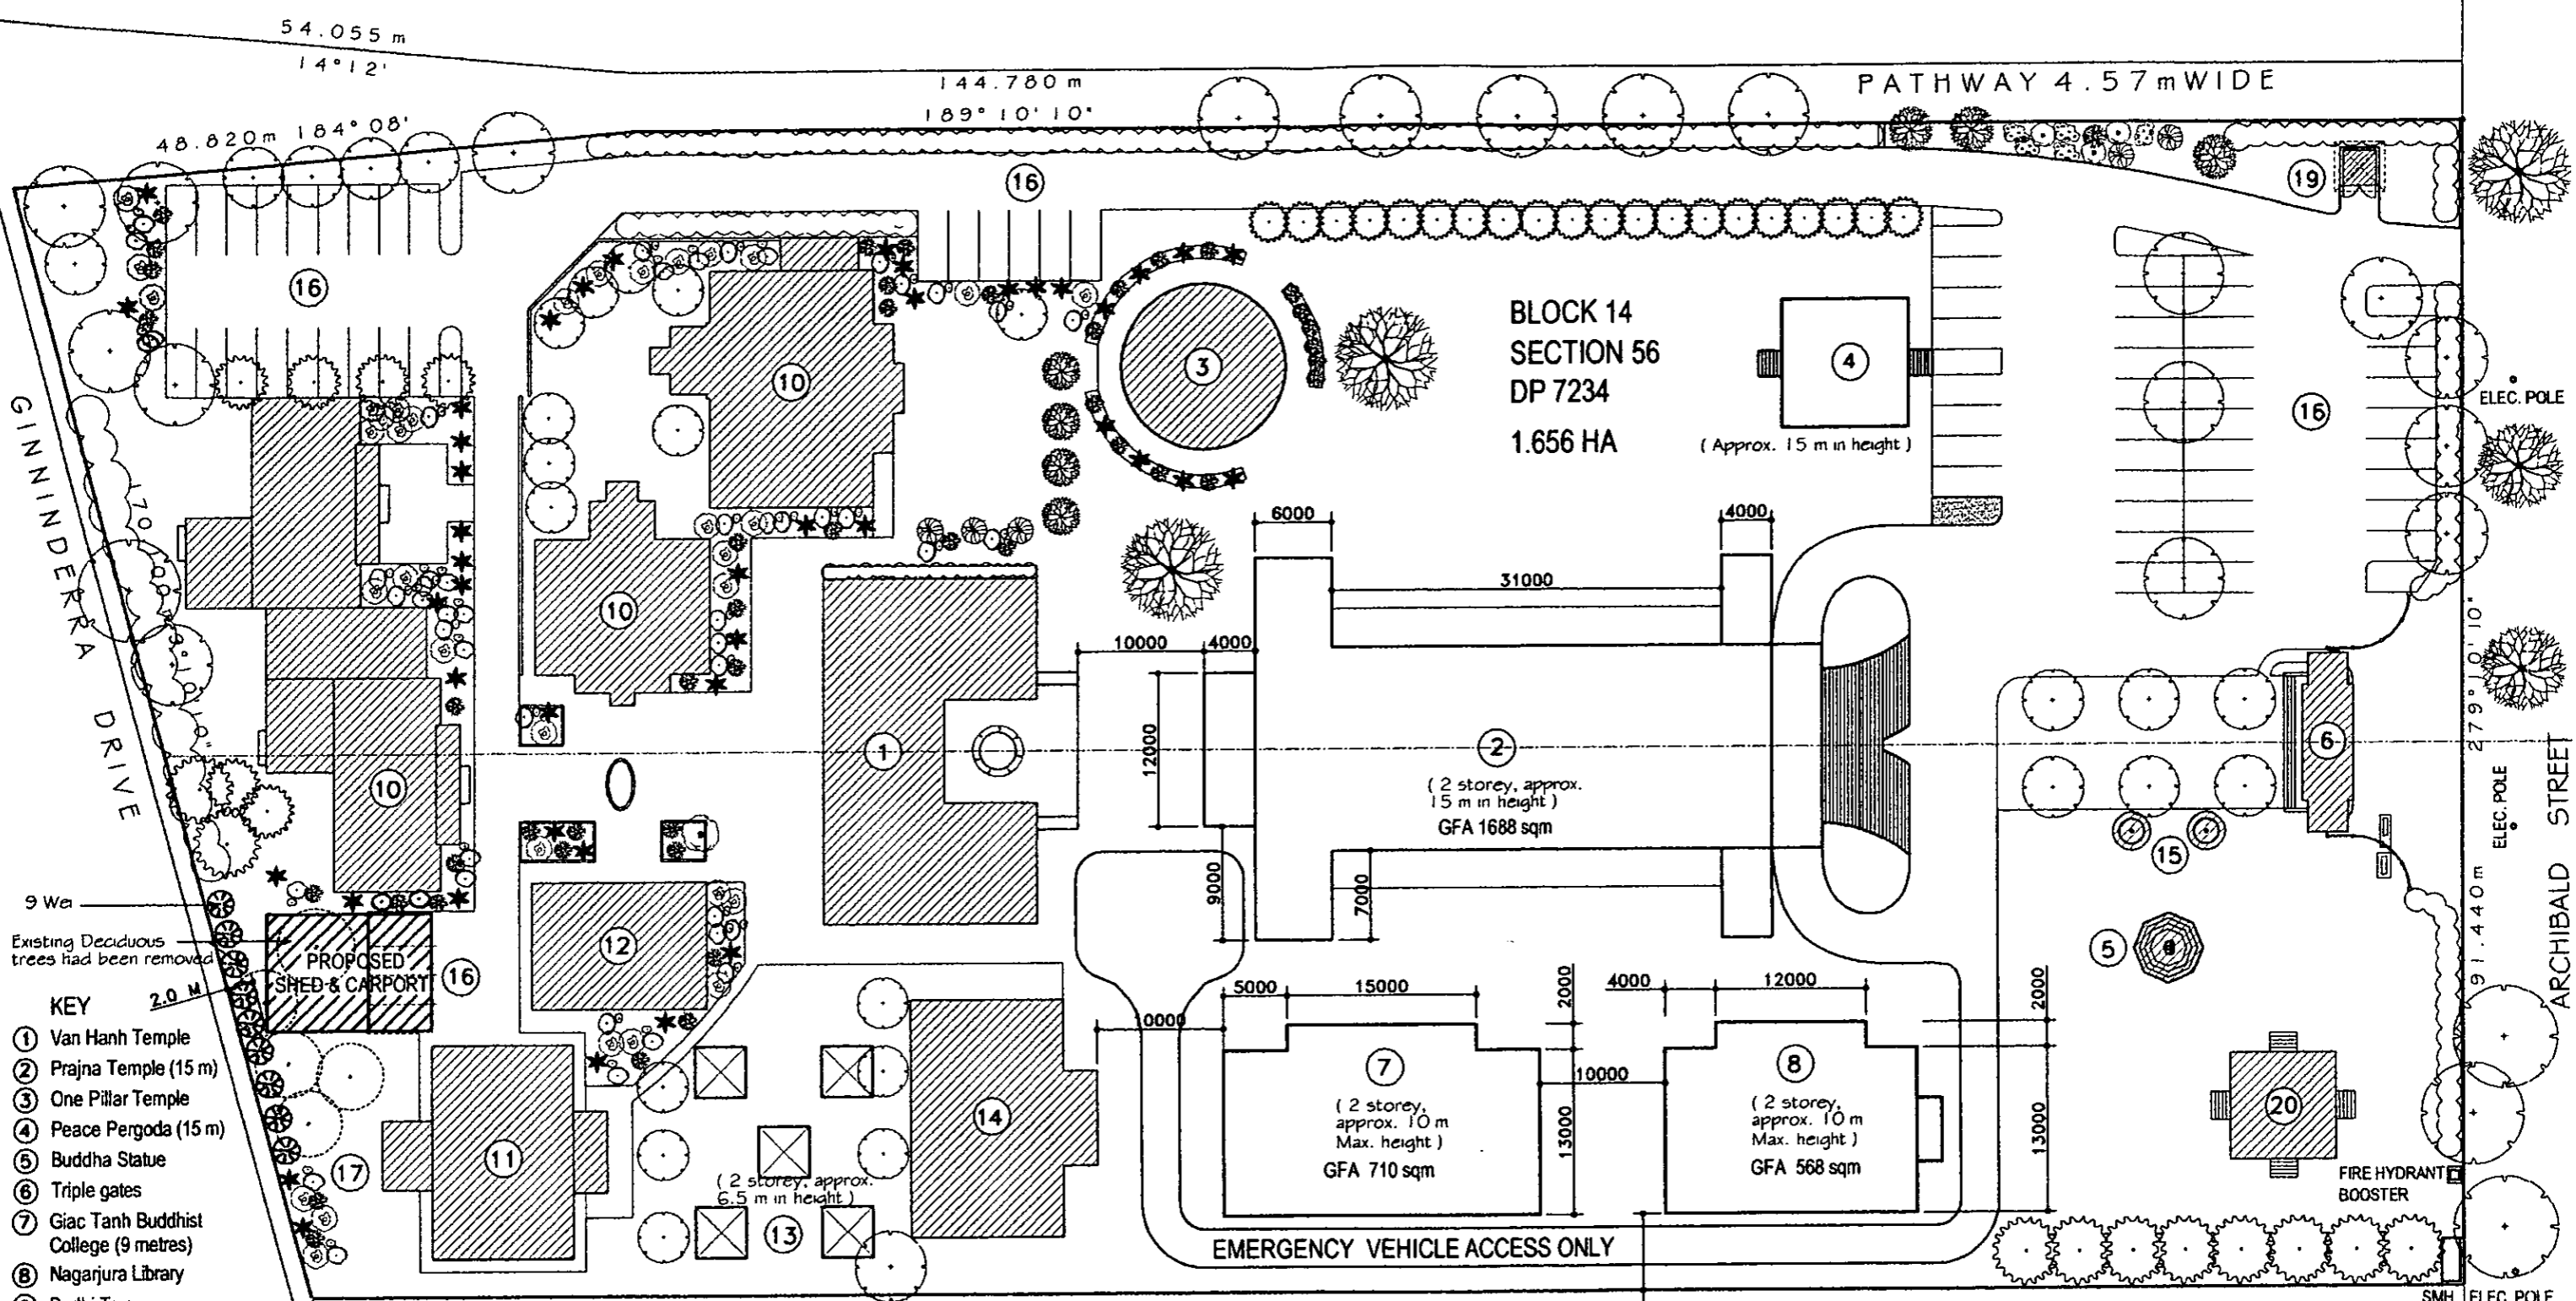 54.055 m
14°12'
144.780 m
189°10'10"
PATHWAY 4.57mWIDE
48.820m 184°08'
16
19
16
BLOCK 14
SECTION 56
DP 7234
1.656 HA
3
4
(Approx. 15 m in height)
10
16
ELEC. POLE
GINNINDERRA DRIVE
6000
4000
31000
10
10000
4000
12000
1
2
(2 storey, approx.
15 m in height)
GFA 1688 sqm
6
279°10'10"
10
9000
7000
15
ELEC. POLE
ARCHIBALD STREET
91.440m
9 Wei
Existing Deciduous
trees had been removed
PROPOSED
SHED & CARPORT
16
12
5
2.0 M
5000
15000
2000
4000
12000
2000
10000
7
(2 storey,
approx. 10 m
Max. height)
GFA 710 sqm
13000
10000
8
(2 storey,
approx. 10 m
Max. height)
GFA 568 sqm
13000
20
14
11
17
(2 storey, approx.
6.5 m in height)
13
FIRE HYDRANT
BOOSTER
EMERGENCY VEHICLE ACCESS ONLY
SMH
ELEC. POLE
KEY
1 Van Hanh Temple
2 Prajna Temple (15 m)
3 One Pillar Temple
4 Peace Pergoda (15 m)
5 Buddha Statue
6 Triple gates
7 Giac Tanh Buddhist
College (9 metres)
8 Nagarjura Library